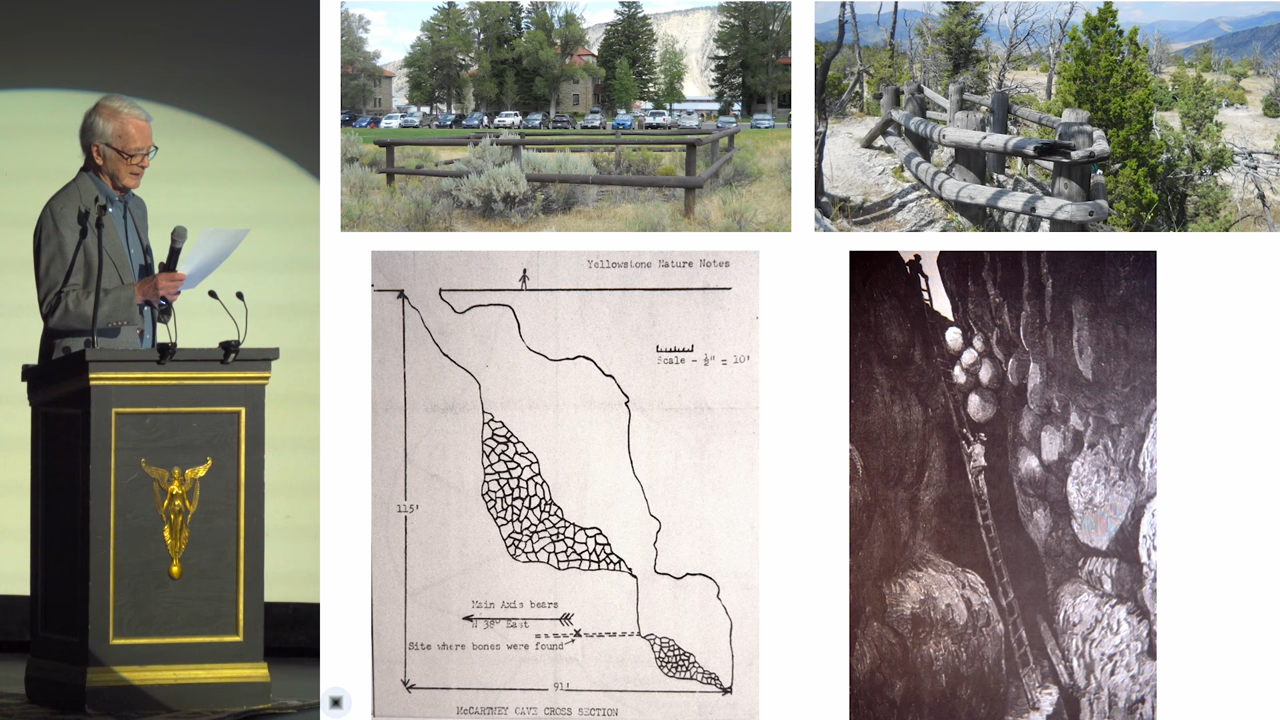 Yellowstone Nature Notes
Scale - ½" = 10'
115'
Main Axis bears
N 38° East
Site where bones were found
91'
McCARTNEY CAVE CROSS SECTION